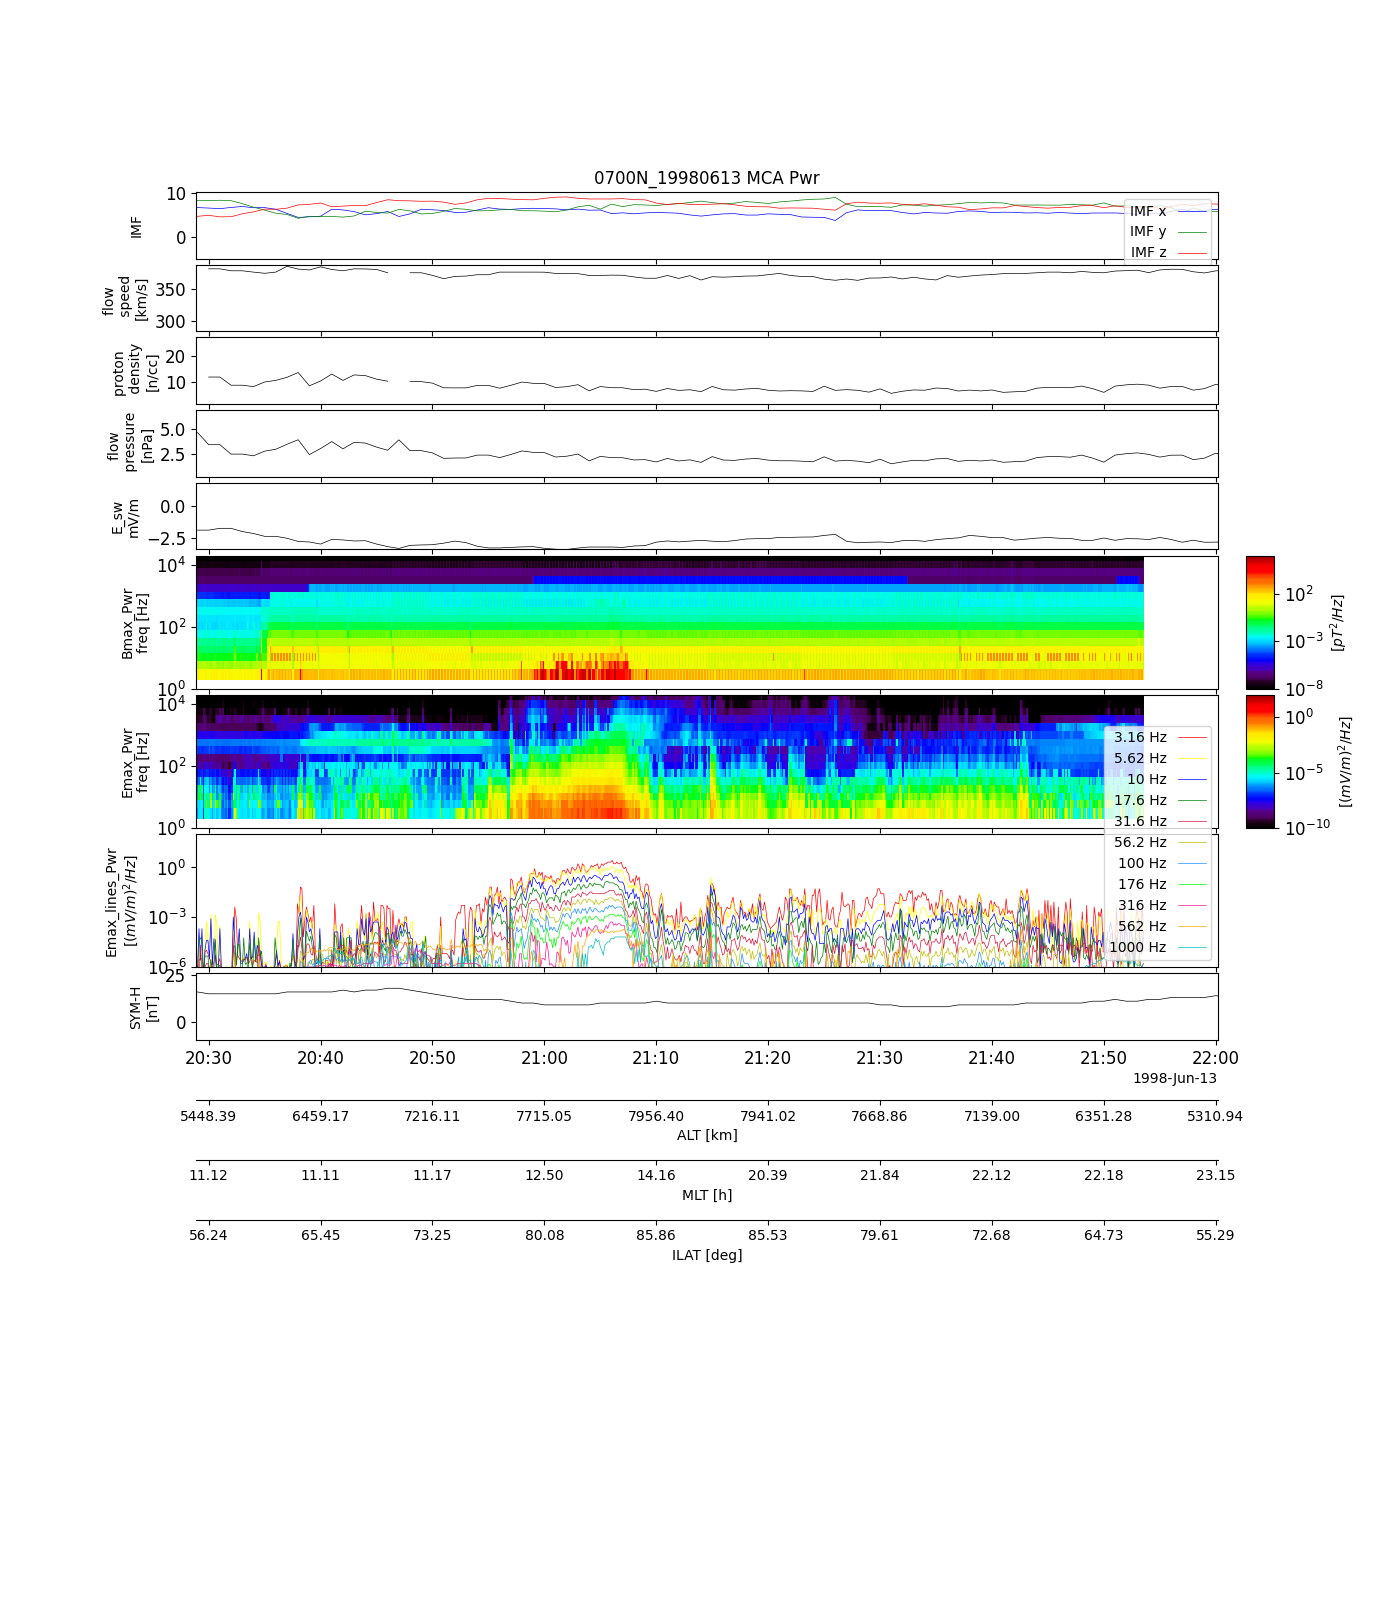 0700N_19980613 MCA Pwr
IMF
10
0
IMF x
IMF y
IMF z
flow
speed
[km/s]
350
300
proton
density
[n/cc]
20
10
flow
pressure
[nPa]
5.0
2.5
E_sw
mV/m
0.0
−2.5
Bmax_Pwr
freq [Hz]
10^4
10^2
10^0
10^2
10^−3
10^−8
[pT^2/Hz]
Emax_Pwr
freq [Hz]
10^4
10^2
10^0
10^0
10^−5
10^−10
[(mV/m)^2/Hz]
3.16 Hz
5.62 Hz
10 Hz
17.6 Hz
31.6 Hz
56.2 Hz
100 Hz
176 Hz
316 Hz
562 Hz
1000 Hz
Emax_lines_Pwr
[(mV/m)^2/Hz]
10^0
10^−3
10^−6
SYM-H
[nT]
25
0
20:30 20:40 20:50 21:00 21:10 21:20 21:30 21:40 21:50 22:00
1998-Jun-13
5448.39 6459.17 7216.11 7715.05 7956.40 7941.02 7668.86 7139.00 6351.28 5310.94
ALT [km]
11.12 11.11 11.17 12.50 14.16 20.39 21.84 22.12 22.18 23.15
MLT [h]
56.24 65.45 73.25 80.08 85.86 85.53 79.61 72.68 64.73 55.29
ILAT [deg]